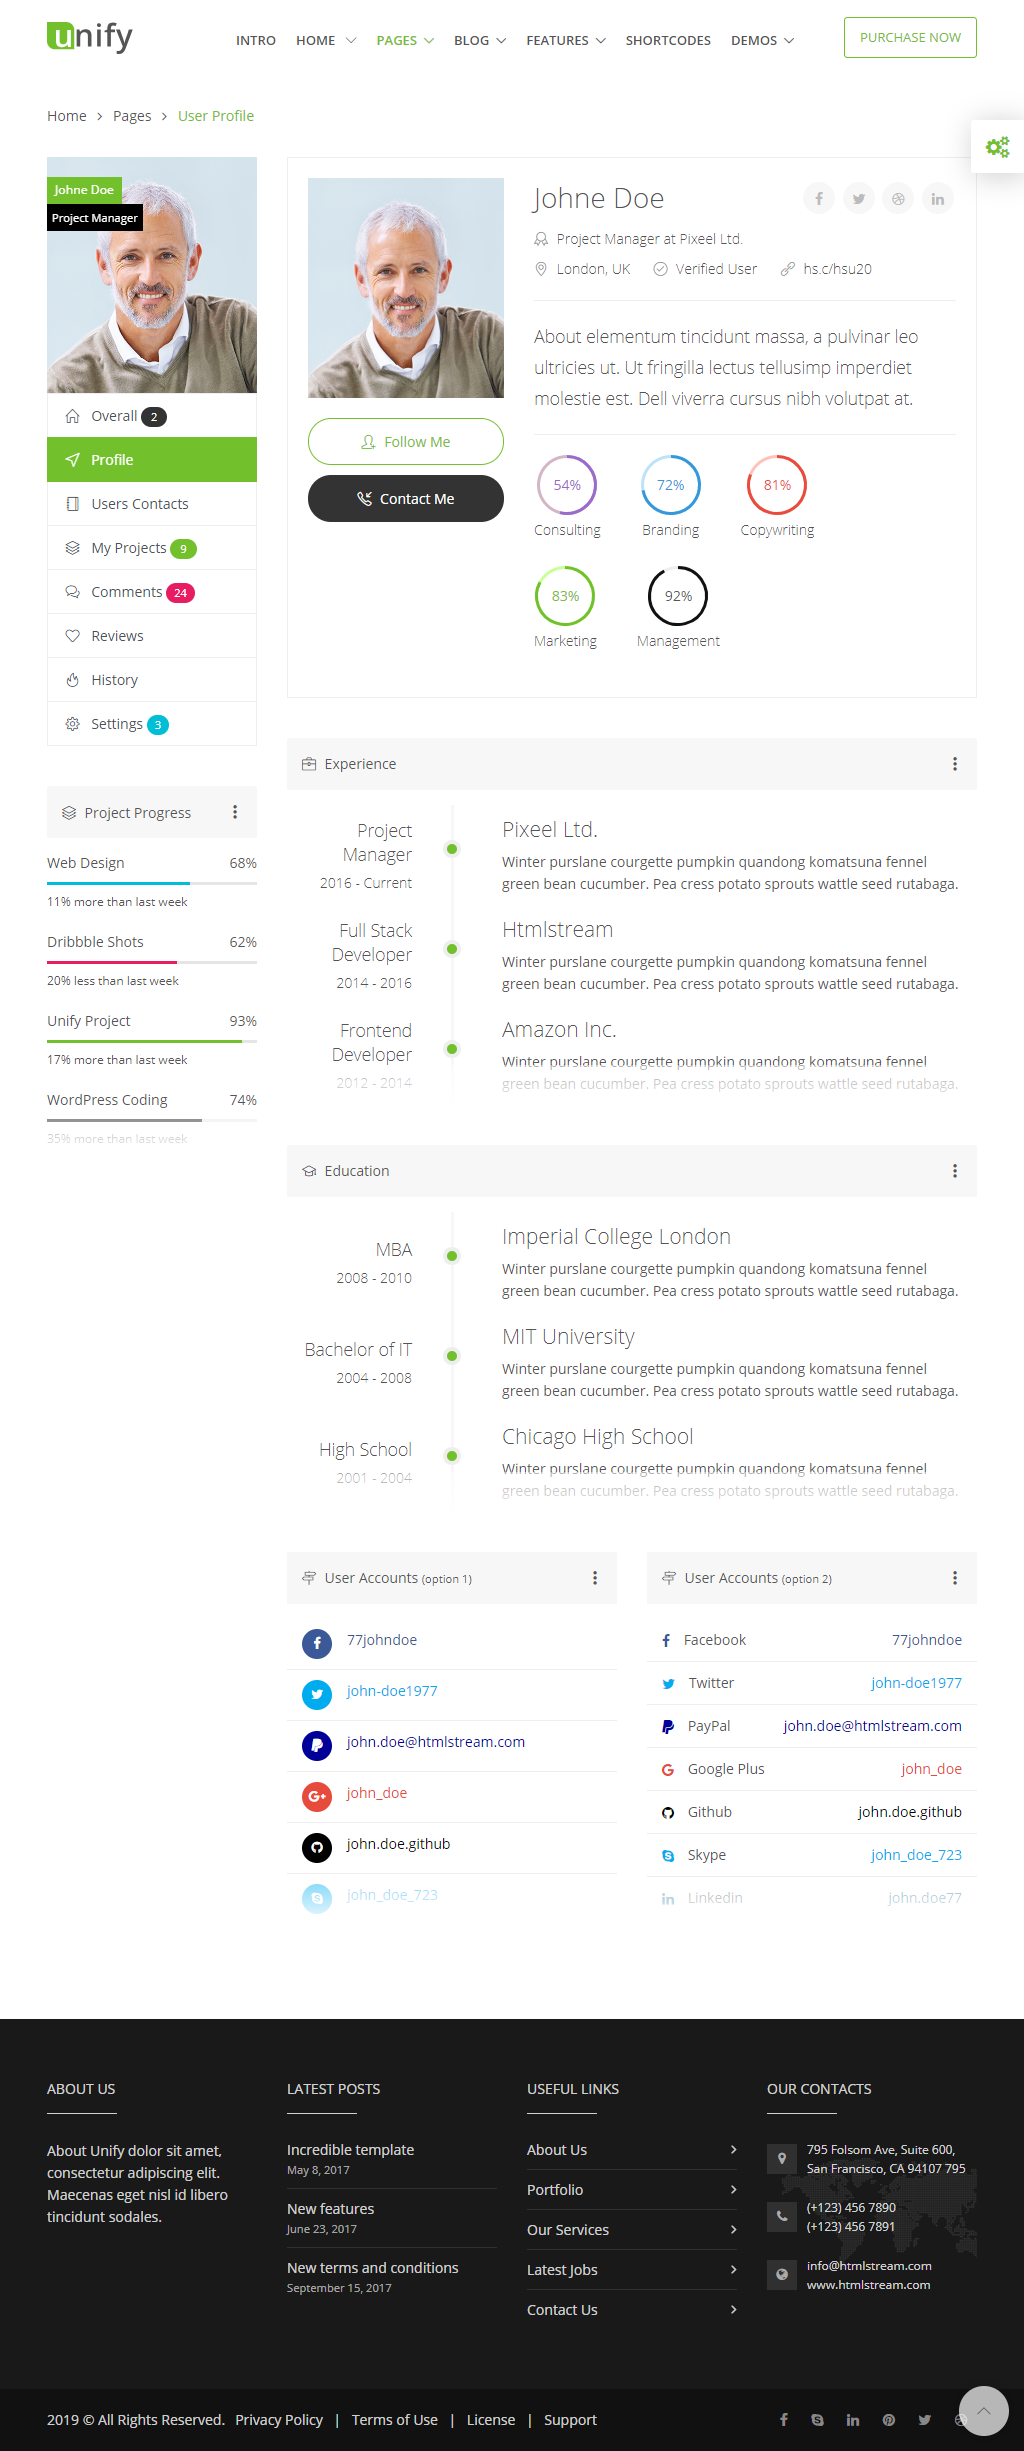 unify
INTRO HOME PAGES BLOG FEATURES SHORTCODES DEMOS PURCHASE NOW
Home Pages User Profile
Johne Doe
Project Manager
Overall 2
Profile
Users Contacts
My Projects 9
Comments 24
Reviews
History
Settings 3
Project Progress
Web Design 68%
11% more than last week
Dribbble Shots 62%
20% less than last week
Unify Project 93%
17% more than last week
WordPress Coding 74%
35% more than last week
Follow Me
Contact Me
Johne Doe
Project Manager at Pixeel Ltd.
London, UK Verified User hs.c/hsu20
About elementum tincidunt massa, a pulvinar leo
ultricies ut. Ut fringilla lectus tellusimp imperdiet
molestie est. Dell viverra cursus nibh volutpat at.
54% 72% 81%
Consulting Branding Copywriting
83% 92%
Marketing Management
Experience
Project
Manager
2016 - Current
Pixeel Ltd.
Winter purslane courgette pumpkin quandong komatsuna fennel
green bean cucumber. Pea cress potato sprouts wattle seed rutabaga.
Full Stack
Developer
2014 - 2016
Htmlstream
Winter purslane courgette pumpkin quandong komatsuna fennel
green bean cucumber. Pea cress potato sprouts wattle seed rutabaga.
Frontend
Developer
2012 - 2014
Amazon Inc.
Winter purslane courgette pumpkin quandong komatsuna fennel
green bean cucumber. Pea cress potato sprouts wattle seed rutabaga.
Education
MBA
2008 - 2010
Imperial College London
Winter purslane courgette pumpkin quandong komatsuna fennel
green bean cucumber. Pea cress potato sprouts wattle seed rutabaga.
Bachelor of IT
2004 - 2008
MIT University
Winter purslane courgette pumpkin quandong komatsuna fennel
green bean cucumber. Pea cress potato sprouts wattle seed rutabaga.
High School
2001 - 2004
Chicago High School
Winter purslane courgette pumpkin quandong komatsuna fennel
green bean cucumber. Pea cress potato sprouts wattle seed rutabaga.
User Accounts (option 1)
77johndoe
john-doe1977
john.doe@htmlstream.com
john_doe
john.doe.github
john_doe_723
User Accounts (option 2)
Facebook 77johndoe
Twitter john-doe1977
PayPal john.doe@htmlstream.com
Google Plus john_doe
Github john.doe.github
Skype john_doe_723
Linkedin john.doe77
ABOUT US
About Unify dolor sit amet,
consectetur adipiscing elit.
Maecenas eget nisl id libero
tincidunt sodales.
LATEST POSTS
Incredible template
May 8, 2017
New features
June 23, 2017
New terms and conditions
September 15, 2017
USEFUL LINKS
About Us
Portfolio
Our Services
Latest Jobs
Contact Us
OUR CONTACTS
795 Folsom Ave, Suite 600,
San Francisco, CA 94107 795
(+123) 456 7890
(+123) 456 7891
info@htmlstream.com
www.htmlstream.com
2019 © All Rights Reserved. Privacy Policy | Terms of Use | License | Support